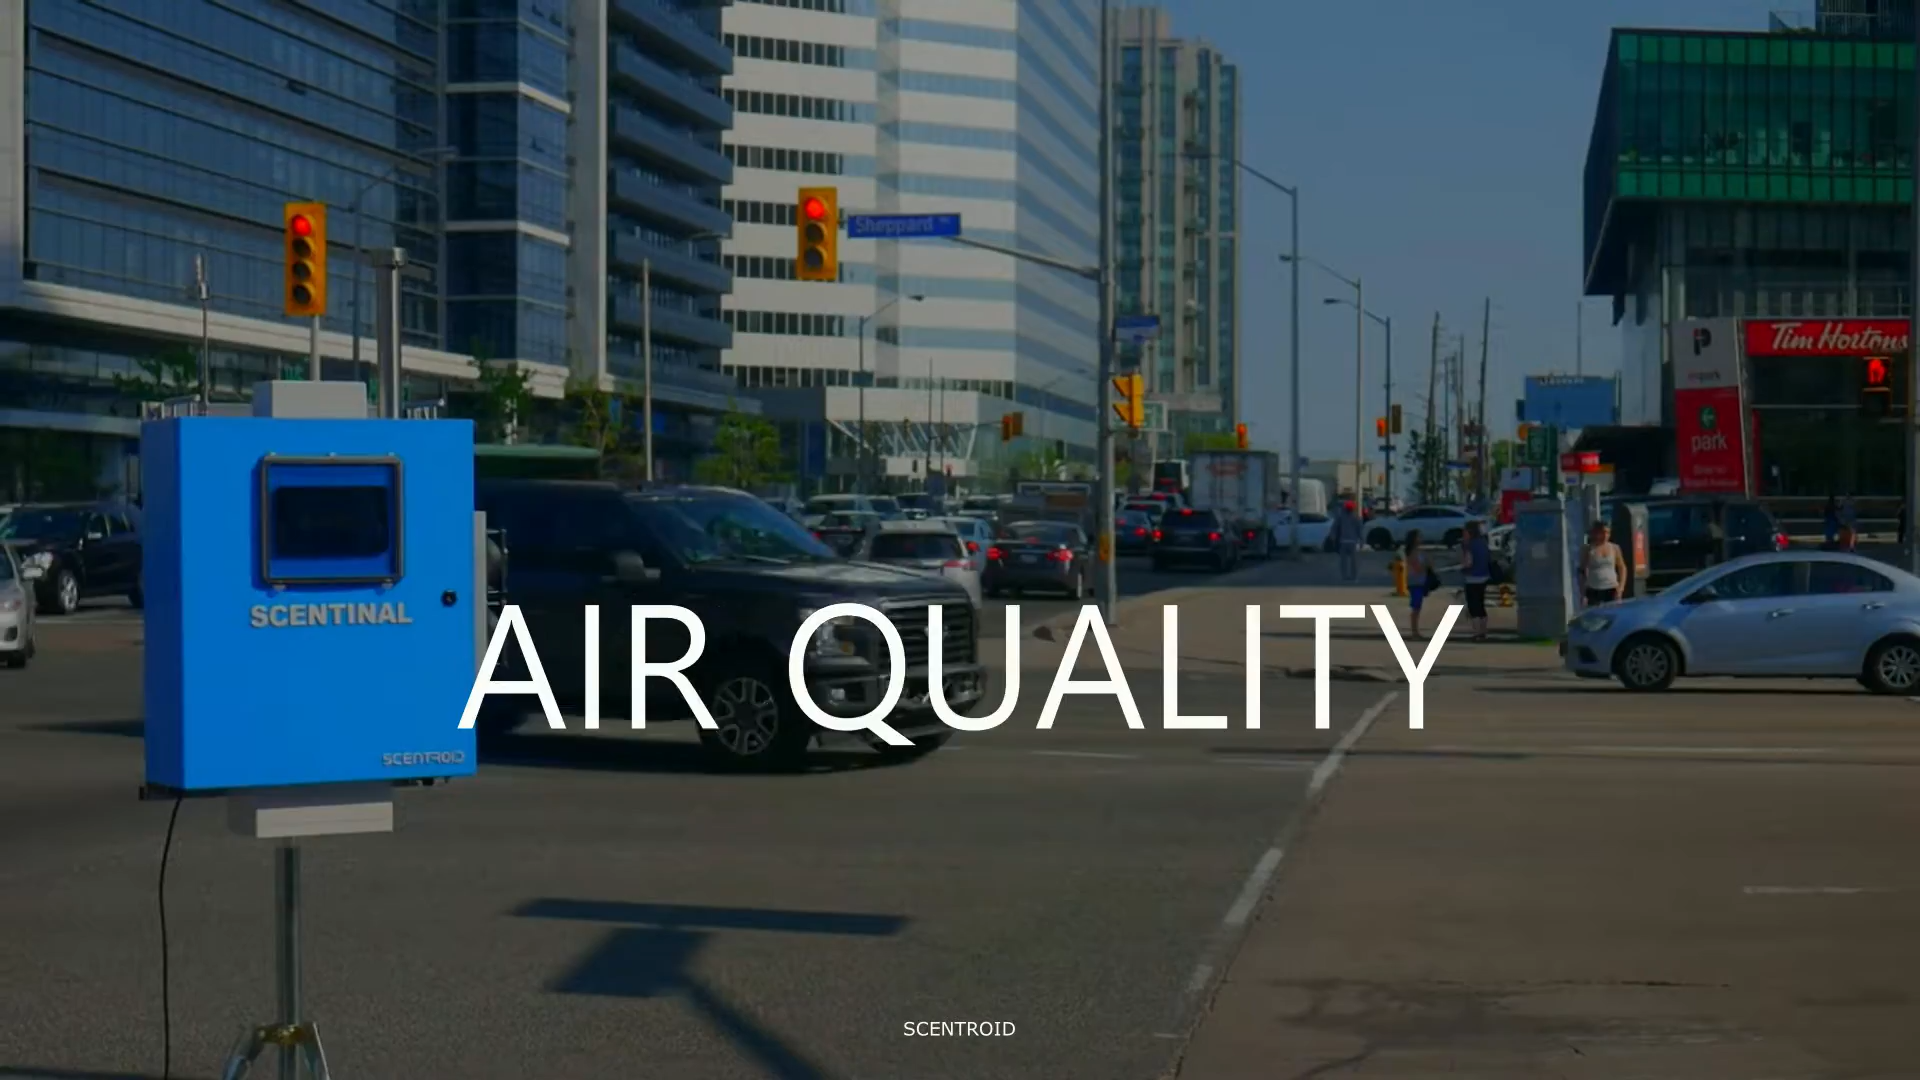 Sheppard
Tim Hortons
P
park
SCENTINAL
AIR QUALITY
SCENTROID
SCENTROID